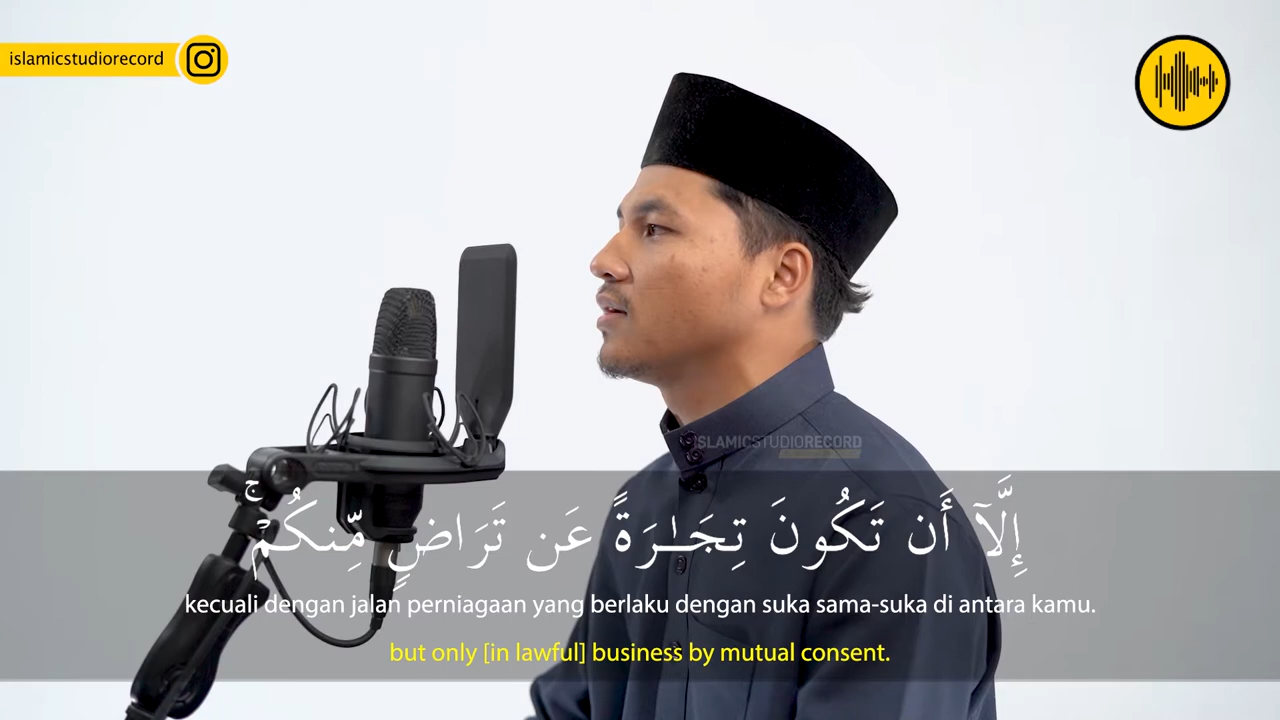 islamicstudiorecord
ISLAMICSTUDIORECORD
إِلَّآ أَن تَكُونَ تِجَـٰرَةً عَن تَرَاضٍ مِّنكُمْ ۚ
kecuali dengan jalan perniagaan yang berlaku dengan suka sama-suka di antara kamu.
but only [in lawful] business by mutual consent.